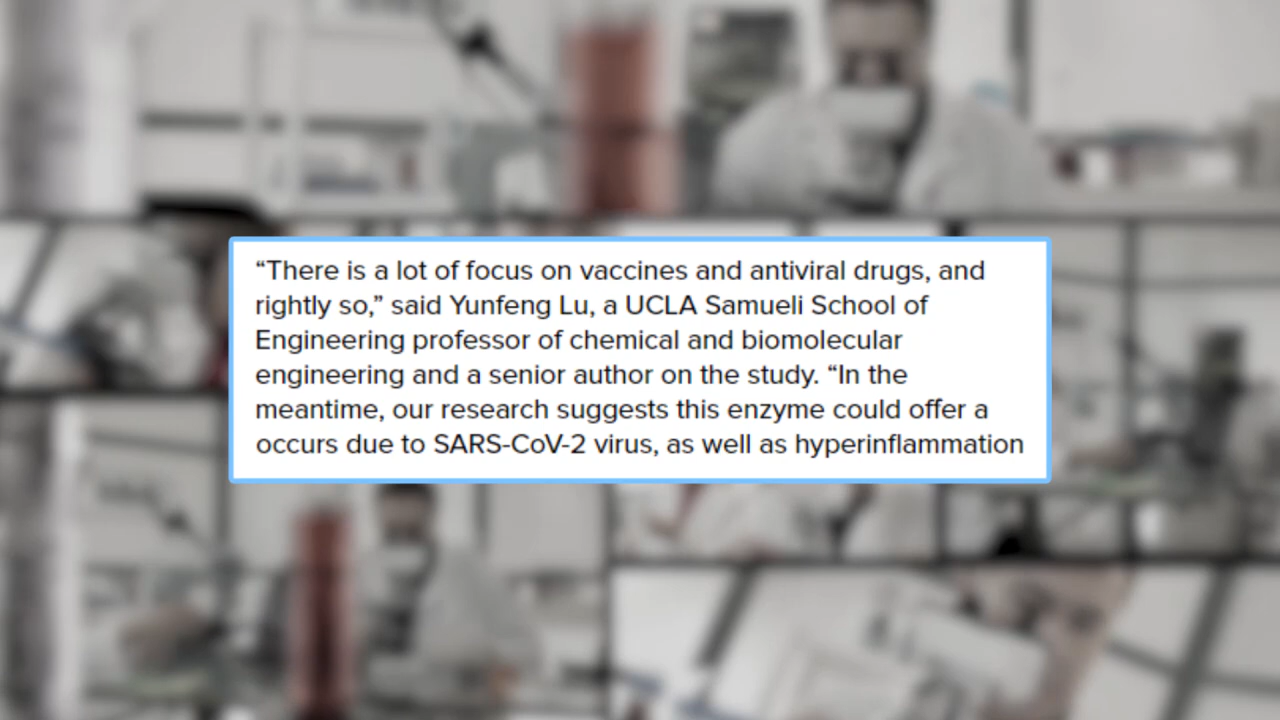 “There is a lot of focus on vaccines and antiviral drugs, and
rightly so,” said Yunfeng Lu, a UCLA Samueli School of
Engineering professor of chemical and biomolecular
engineering and a senior author on the study. “In the
meantime, our research suggests this enzyme could offer a
occurs due to SARS-CoV-2 virus, as well as hyperinflammation